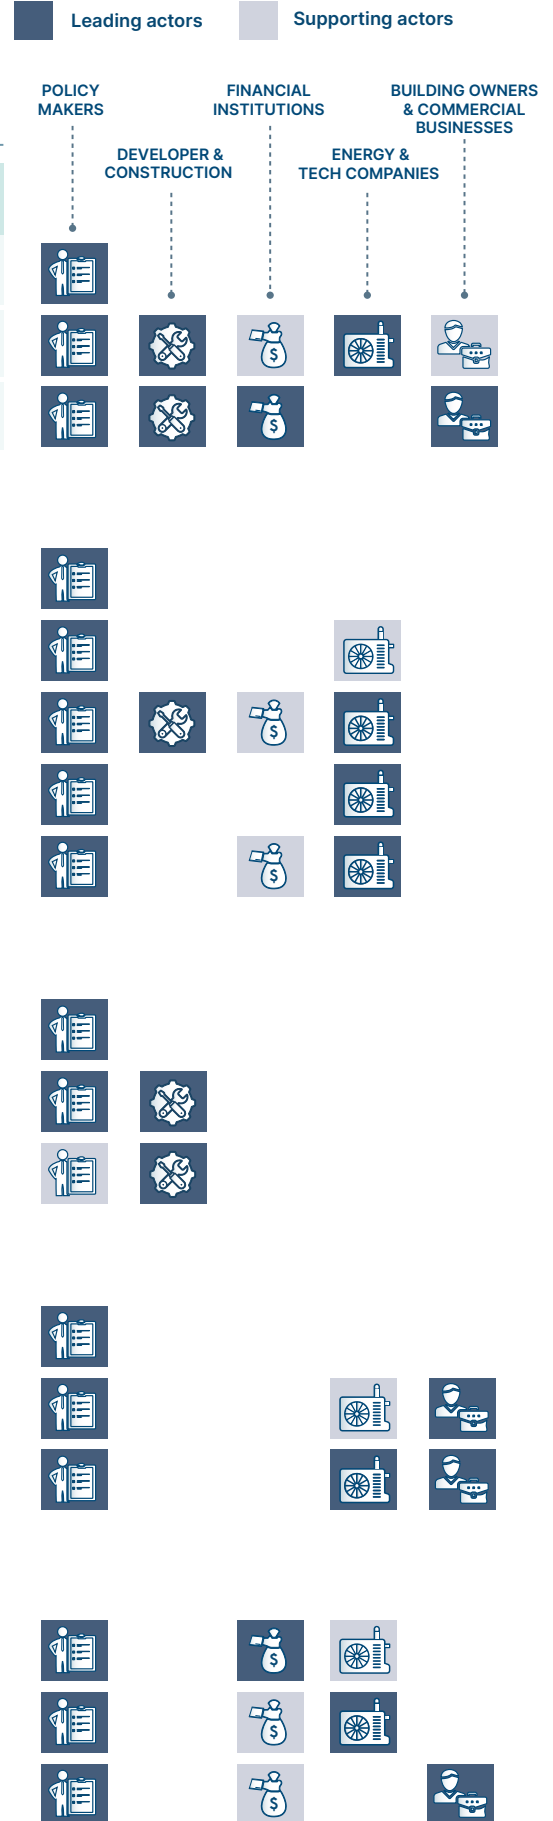 Leading actors
Supporting actors
POLICY
MAKERS
FINANCIAL
INSTITUTIONS
BUILDING OWNERS
& COMMERCIAL
BUSINESSES
DEVELOPER &
CONSTRUCTION
ENERGY &
TECH COMPANIES
$
$
$
$
$
$
$